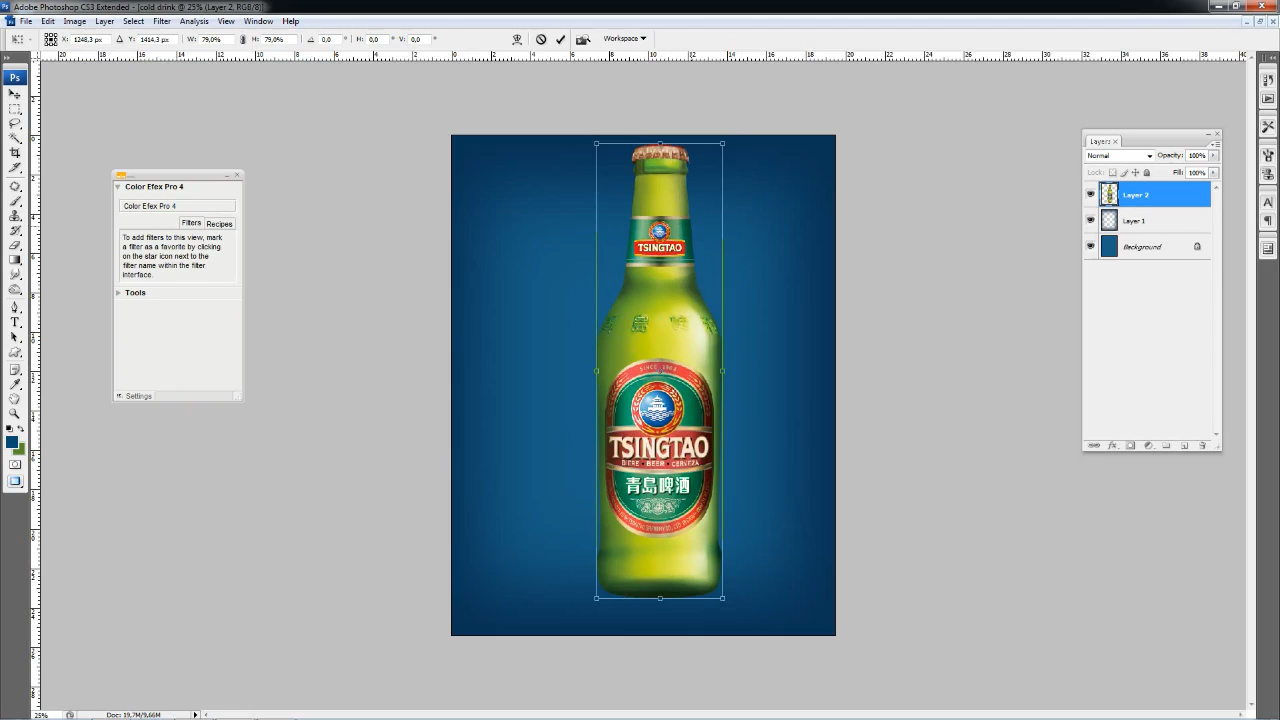 Adobe Photoshop CS3 Extended - [cold drink @ 25% (Layer 2, RGB/8)]
File Edit Image Layer Select Filter Analysis View Window Help
X: 1248,3 px Y: 1414,3 px W: 79,0% H: 79,0% 0,0 ° H: 0,0 ° V: 0,0 ° Workspace
Ps
Color Efex Pro 4
Color Efex Pro 4
Filters Recipes
To add filters to this view, mark
a filter as a favorite by clicking
on the star icon next to the
filter name within the filter
interface.
Tools
Settings
TSINGTAO
TSINGTAO
BIERE BEER CERVEZA
青島啤酒
Layers x
Normal Opacity: 100%
Lock: Fill: 100%
Layer 2
Layer 1
Background
25% Doc: 19,7M/9,66M